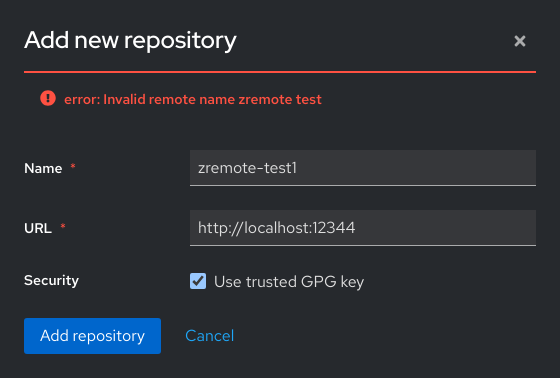 Add new repository
error: Invalid remote name zremote test
Name *
zremote-test1
URL *
http://localhost:12344
Security
Use trusted GPG key
Add repository Cancel